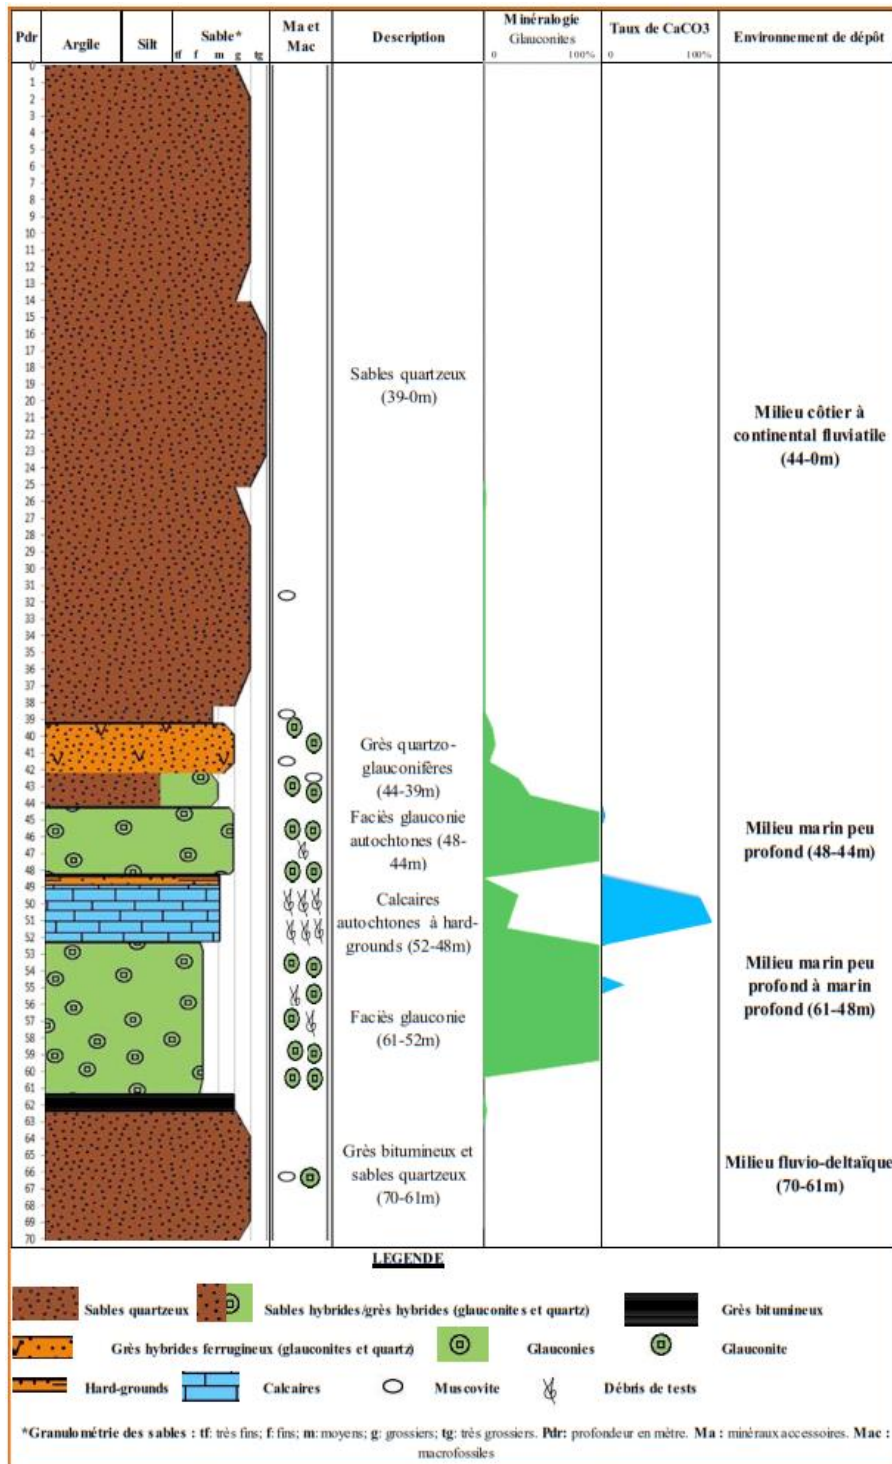 Pdr Argile Silt Sable* Ma et Mac Description Minéralogie Glauconites Taux de CaCO3 Environnement de dépôt
tf f m g tg
0 100% 0 100%
0
1
2
3
4
5
6
7
8
9
10
11
12
13
14
15
16
17
18
19
20
21
22
23
24
25
26
27
28
29
30
31
32
33
34
35
36
37
38
39
40
41
42
43
44
45
46
47
48
49
50
51
52
53
54
55
56
57
58
59
60
61
62
63
64
65
66
67
68
69
70
Sables quartzeux
(39-0m)
Grès quartzo-
glauconifères
(44-39m)
Faciès glauconie
autochtones (48-
44m)
Calcaires
autochtones à hard-
grounds (52-48m)
Faciès glauconie
(61-52m)
Grès bitumineux et
sables quartzeux
(70-61m)
Milieu côtier à
continental fluviatile
(44-0m)
Milieu marin peu
profond (48-44m)
Milieu marin peu
profond à marin
profond (61-48m)
Milieu fluvio-deltaïque
(70-61m)
LEGENDE
Sables quartzeux Sables hybrides/grès hybrides (glauconites et quartz) Grès bitumineux
Grès hybrides ferrugineux (glauconites et quartz) Glauconies Glauconite
Hard-grounds Calcaires Muscovite Débris de tests
*Granulométrie des sables : tf: très fins; f: fins; m: moyens; g: grossiers; tg: très grossiers. Pdr: profondeur en mètre. Ma : minéraux accessoires. Mac :
macrofossiles